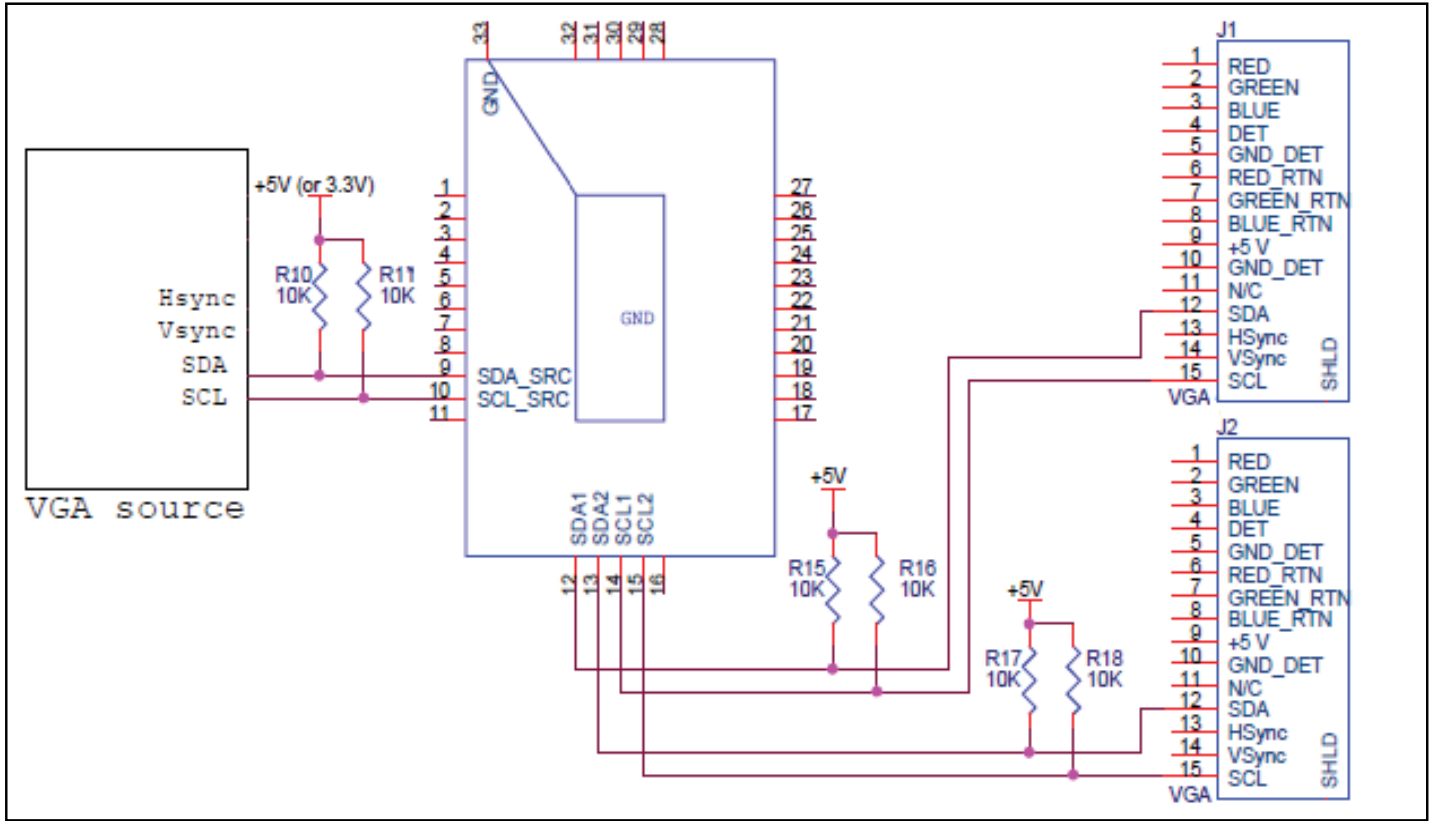 33
32
31
30
29
28
GND
+5V (or 3.3V)
R10
10K
R11
10K
Hsync
Vsync
SDA
SCL
VGA source
1
2
3
4
5
6
7
8
9
10
11
SDA_SRC
SCL_SRC
GND
27
26
25
24
23
22
21
20
19
18
17
SDA1
SDA2
SCL1
SCL2
12
13
14
15
16
+5V
R15
10K
R16
10K
+5V
R17
10K
R18
10K
J1
1 RED
2 GREEN
3 BLUE
4 DET
5 GND_DET
6 RED_RTN
7 GREEN_RTN
8 BLUE_RTN
9 +5 V
10 GND_DET
11 N/C
12 SDA
13 HSync
14 VSync
15 SCL
SHLD
VGA
J2
1 RED
2 GREEN
3 BLUE
4 DET
5 GND_DET
6 RED_RTN
7 GREEN_RTN
8 BLUE_RTN
9 +5 V
10 GND_DET
11 N/C
12 SDA
13 HSync
14 VSync
15 SCL
SHLD
VGA